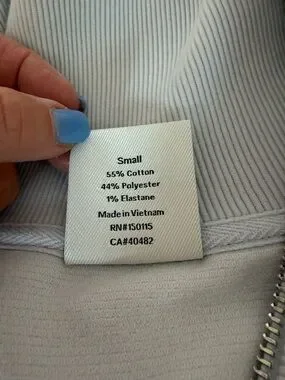 Small
55% Cotton
44% Polyester
1% Elastane
Made in Vietnam
RN#150115
CA#40482